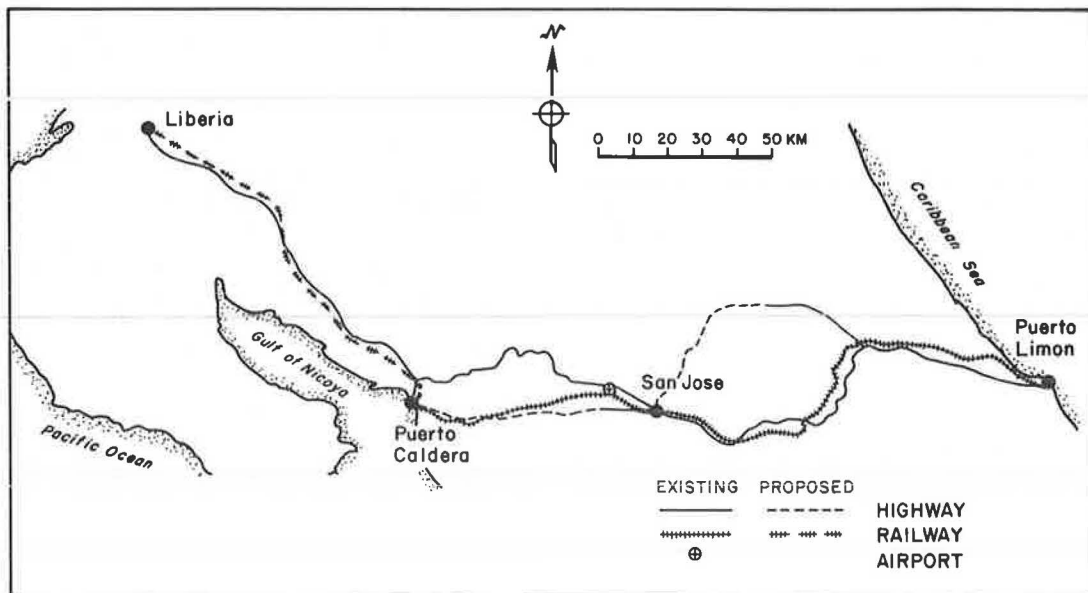 N
Liberia
0 10 20 30 40 50 KM
Caribbean Sea
Gulf of Nicoya
Puerto
Limon
San Jose
Puerto
Caldera
Pacific Ocean
EXISTING PROPOSED
HIGHWAY
RAILWAY
AIRPORT